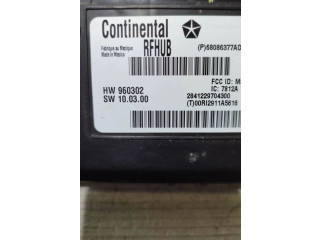 Continental
RFHUB
(P)68086377AD
Fabriqué au Mexique
Made in Mexico
FCC ID: M
HW 960302
IC: 7812A
SW 10.03.00
2841229704300
(T)00RI2911A5616